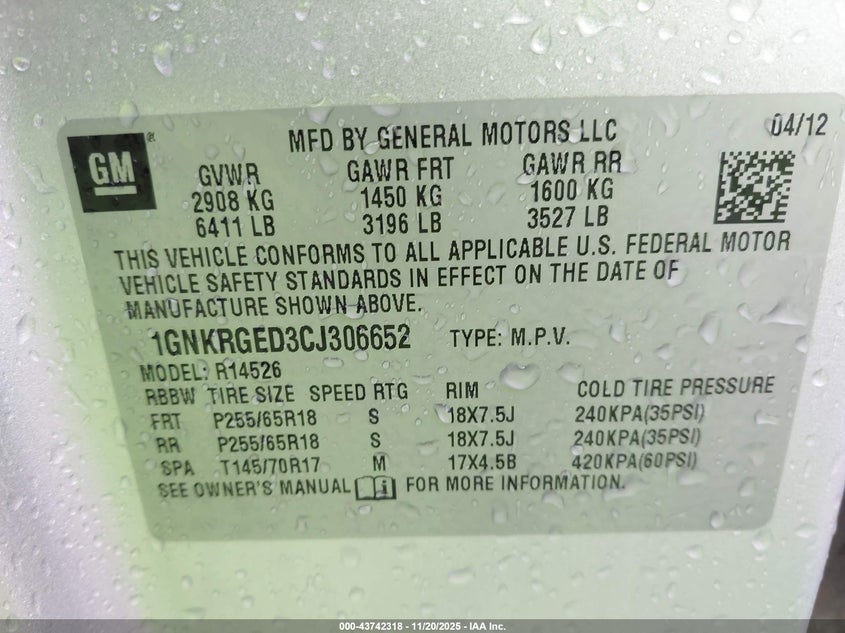 GM
®
MFD BY GENERAL MOTORS LLC
04/12
GVWR GAWR FRT GAWR RR
2908 KG 1450 KG 1600 KG
6411 LB 3196 LB 3527 LB
THIS VEHICLE CONFORMS TO ALL APPLICABLE U.S. FEDERAL MOTOR
VEHICLE SAFETY STANDARDS IN EFFECT ON THE DATE OF
MANUFACTURE SHOWN ABOVE.
1GNKRGED3CJ306652 TYPE: M.P.V.
MODEL: R14526
RBBW TIRE SIZE SPEED RTG RIM COLD TIRE PRESSURE
FRT P255/65R18 S 18X7.5J 240KPA(35PSI)
RR P255/65R18 S 18X7.5J 240KPA(35PSI)
SPA T145/70R17 M 17X4.5B 420KPA(60PSI)
SEE OWNER'S MANUAL FOR MORE INFORMATION.
000-43742318 - 11/20/2025 - IAA Inc.